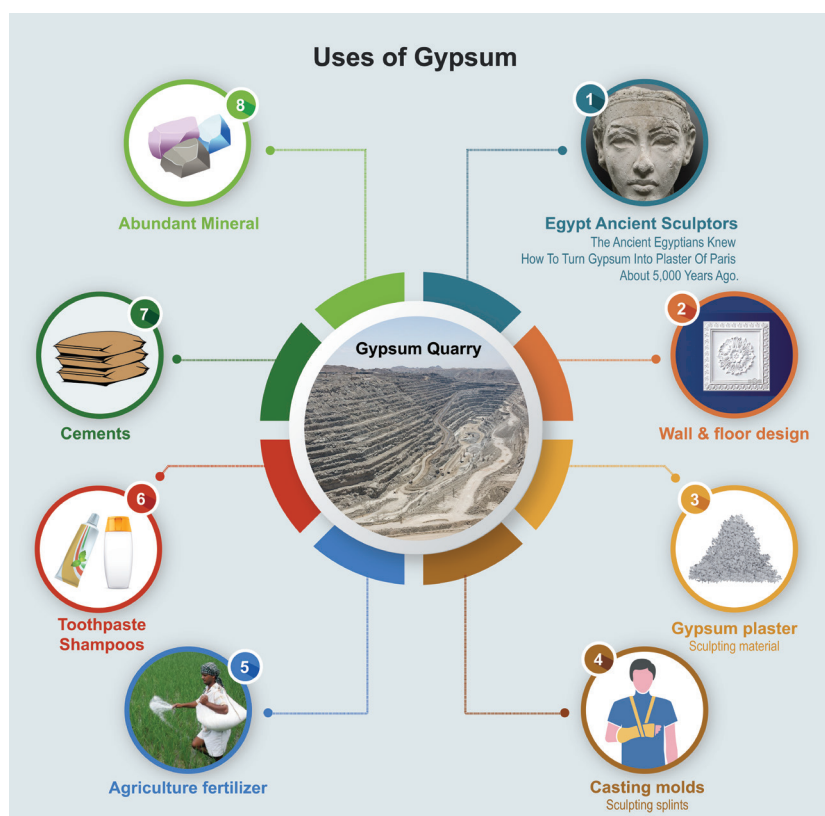 Uses of Gypsum
1
Egypt Ancient Sculptors
The Ancient Egyptians Knew
How To Turn Gypsum Into Plaster Of Paris
About 5,000 Years Ago.
2
Wall & floor design
3
Gypsum plaster
Sculpting material
4
Casting molds
Sculpting splints
5
Agriculture fertilizer
6
Toothpaste
Shampoos
7
Cements
8
Abundant Mineral
Gypsum Quarry